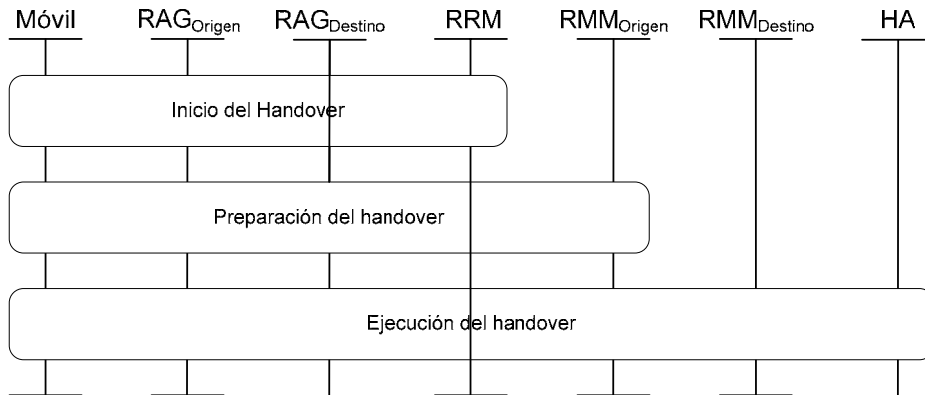 Móvil RAGOrigen RAGDestino RRM RMMOrigen RMMDestino HA
Inicio del Handover
Preparación del handover
Ejecución del handover